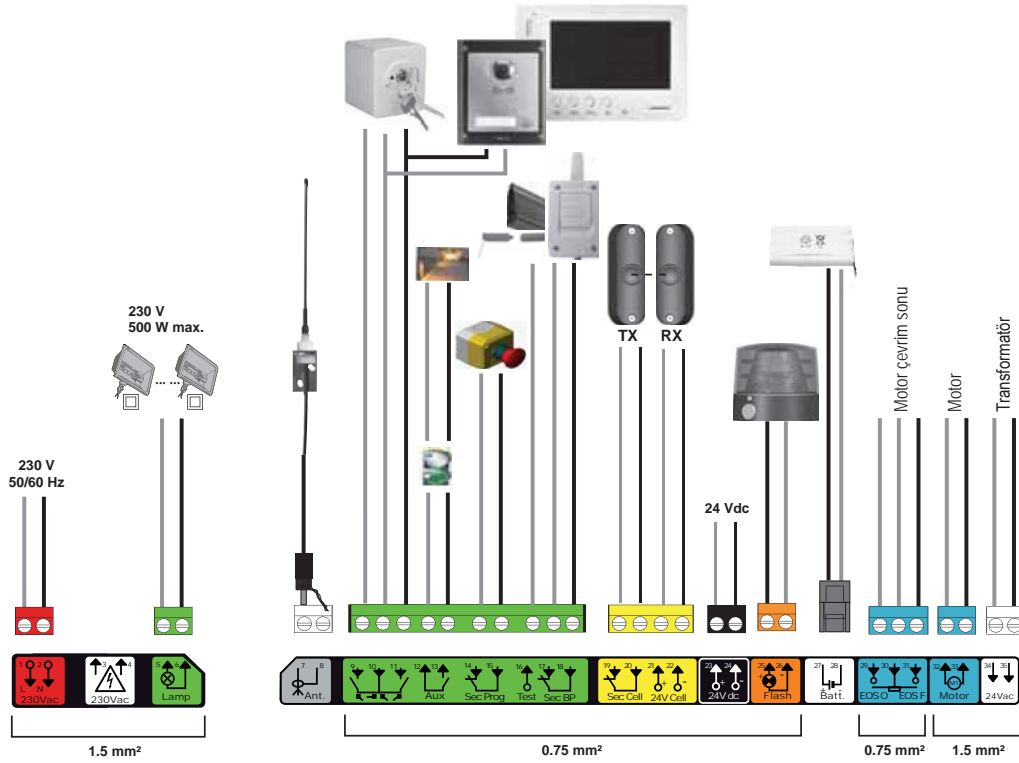 230 V
500 W max.
TX RX
Motor çevrim sonu
Motor
Transformatör
230 V
50/60 Hz
24 Vdc
1 2 L N 230Vac
3 4 230Vac
5 6 Lamp
7 8 Ant.
9 10 11
12 13 Aux
14 15 Sec Prog
16 Test
17 18 Sec BP
19 20 Sec Cell
21 22 + - 24V Cell
23 24 + - 24V dc
25 26 + - Flash
27 28 + Batt.
29 30 31 EOS O EOS F
32 33 M1 Motor
34 35 24Vac
1.5 mm²
0.75 mm²
0.75 mm²
1.5 mm²